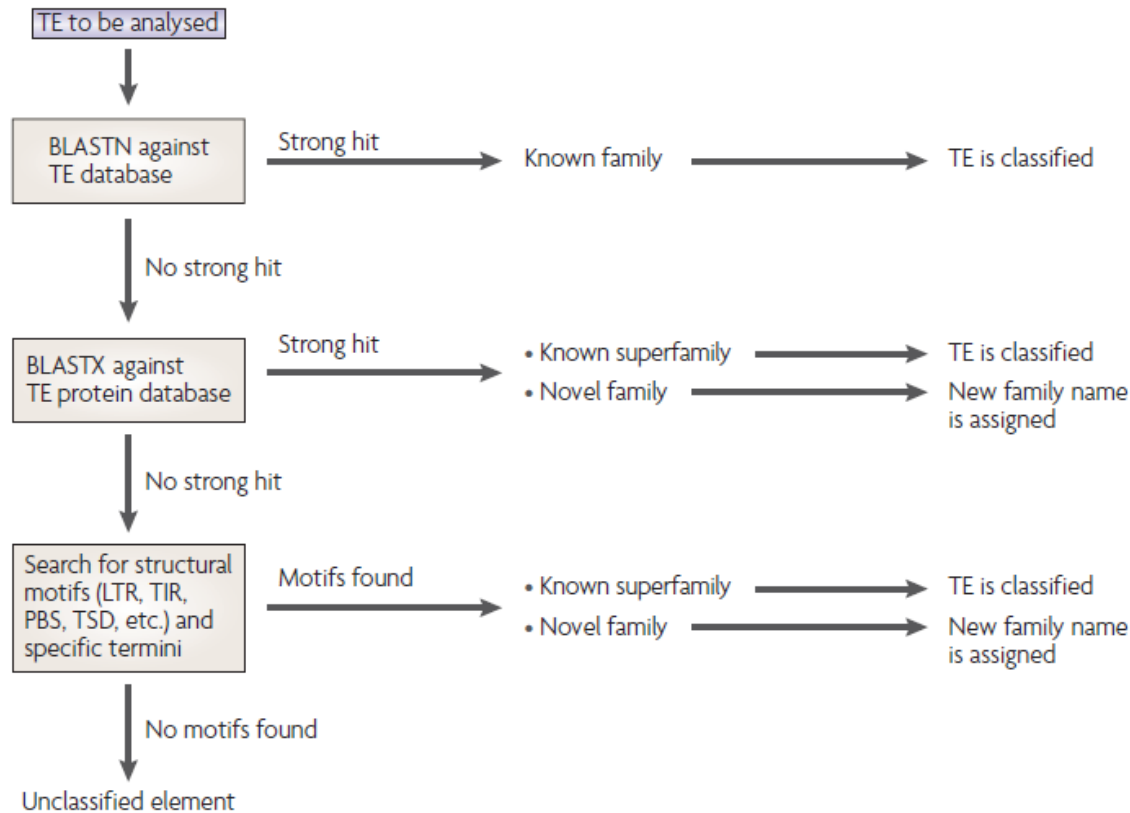 TE to be analysed
BLASTN against
TE database
Strong hit
Known family
TE is classified
No strong hit
BLASTX against
TE protein database
Strong hit
• Known superfamily
TE is classified
• Novel family
New family name
is assigned
No strong hit
Search for structural
motifs (LTR, TIR,
PBS, TSD, etc.) and
specific termini
Motifs found
• Known superfamily
TE is classified
• Novel family
New family name
is assigned
No motifs found
Unclassified element